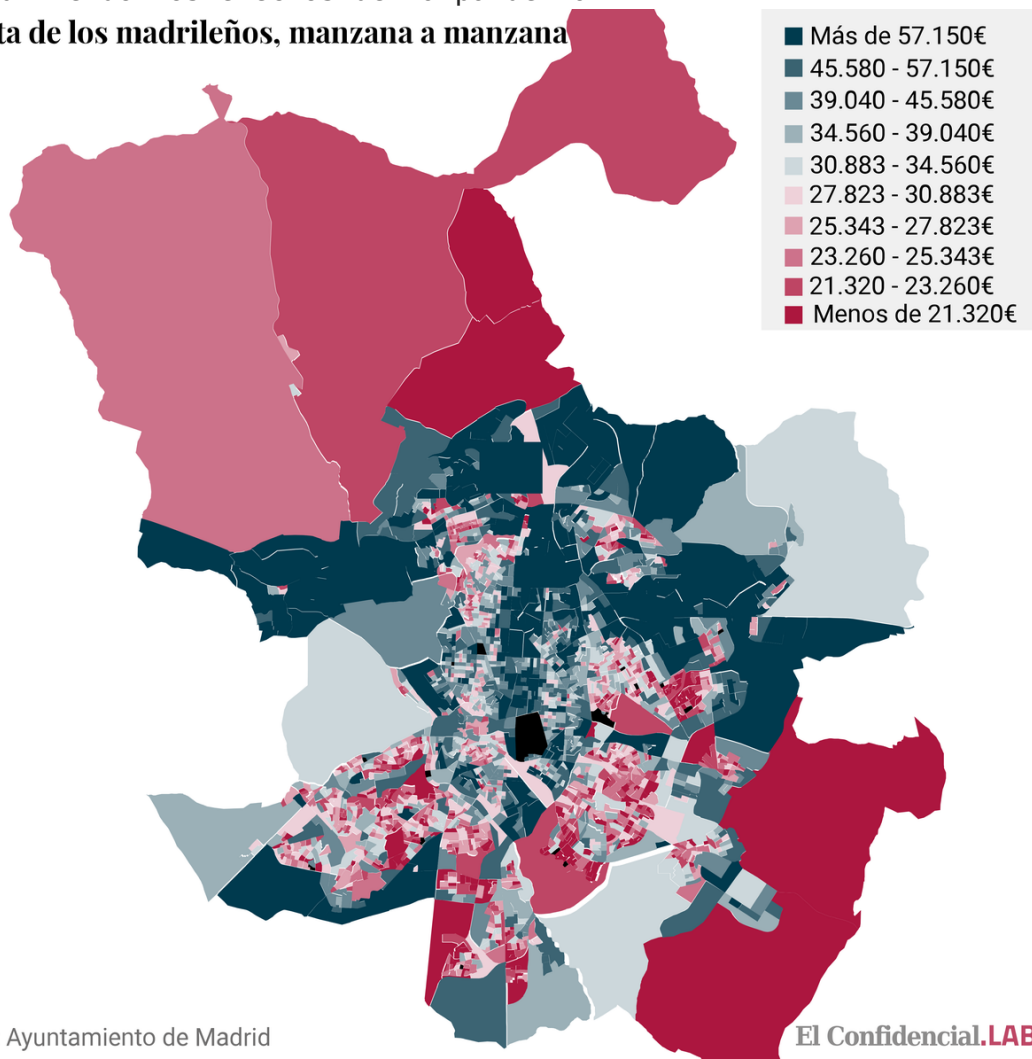 ta de los madrileños, manzana a manzana
Más de 57.150€
45.580 - 57.150€
39.040 - 45.580€
34.560 - 39.040€
30.883 - 34.560€
27.823 - 30.883€
25.343 - 27.823€
23.260 - 25.343€
21.320 - 23.260€
Menos de 21.320€
Ayuntamiento de Madrid
El Confidencial.LAB